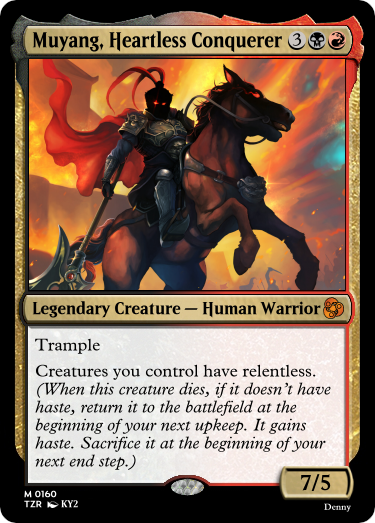 Muyang, Heartless Conquerer 3
Legendary Creature — Human Warrior
Trample
Creatures you control have relentless.
(When this creature dies, if it doesn't have
haste, return it to the battlefield at the
beginning of your next upkeep. It gains
haste. Sacrifice it at the beginning of your
next end step.)
7/5
M 0160
TZR KY2
Denny